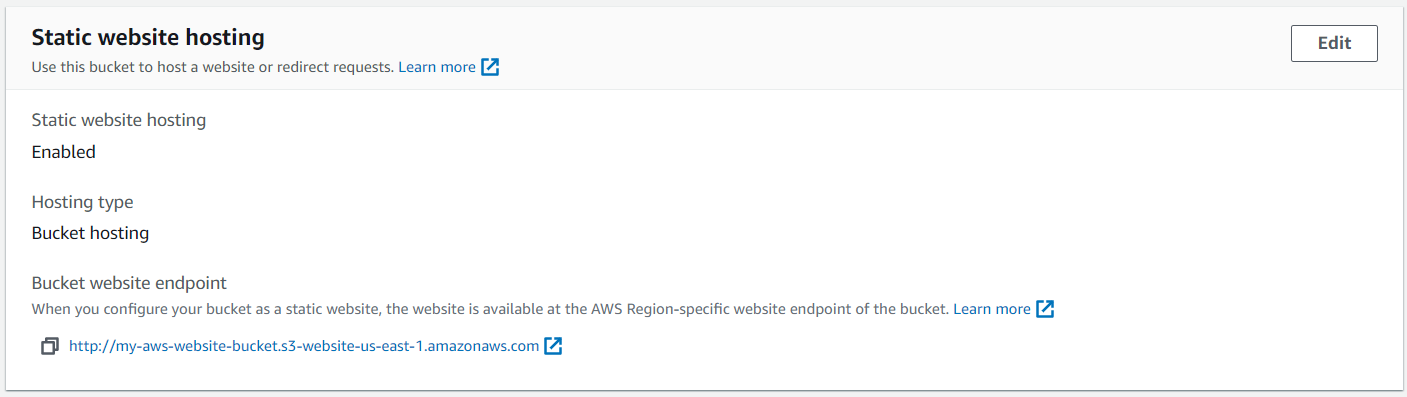 Static website hosting
Edit
Use this bucket to host a website or redirect requests. Learn more
Static website hosting
Enabled
Hosting type
Bucket hosting
Bucket website endpoint
When you configure your bucket as a static website, the website is available at the AWS Region-specific website endpoint of the bucket. Learn more
http://my-aws-website-bucket.s3-website-us-east-1.amazonaws.com